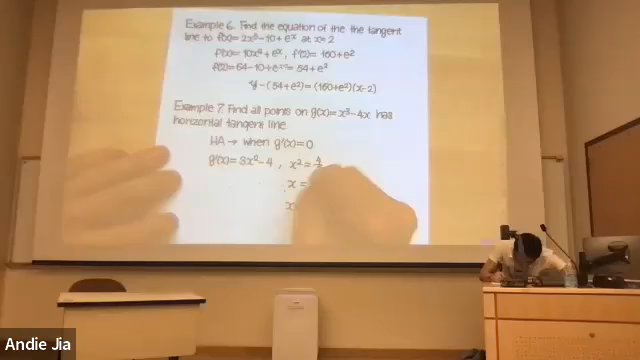 Example 6. Find the equation of the the tangent
line to f(x)= 2x⁵-10+eˣ at x=2
f'(x)= 10x⁴+eˣ, f'(2)= 160+e²
f(2)=64-10+e²= 54+e²
y-(54+e²)=(160+e²)(x-2)
Example 7. Find all points on g(x)=x³-4x has
horizontal tangent line
HA → when g'(x)=0
g'(x)=3x²-4, x²=4
x=
x
Andie Jia